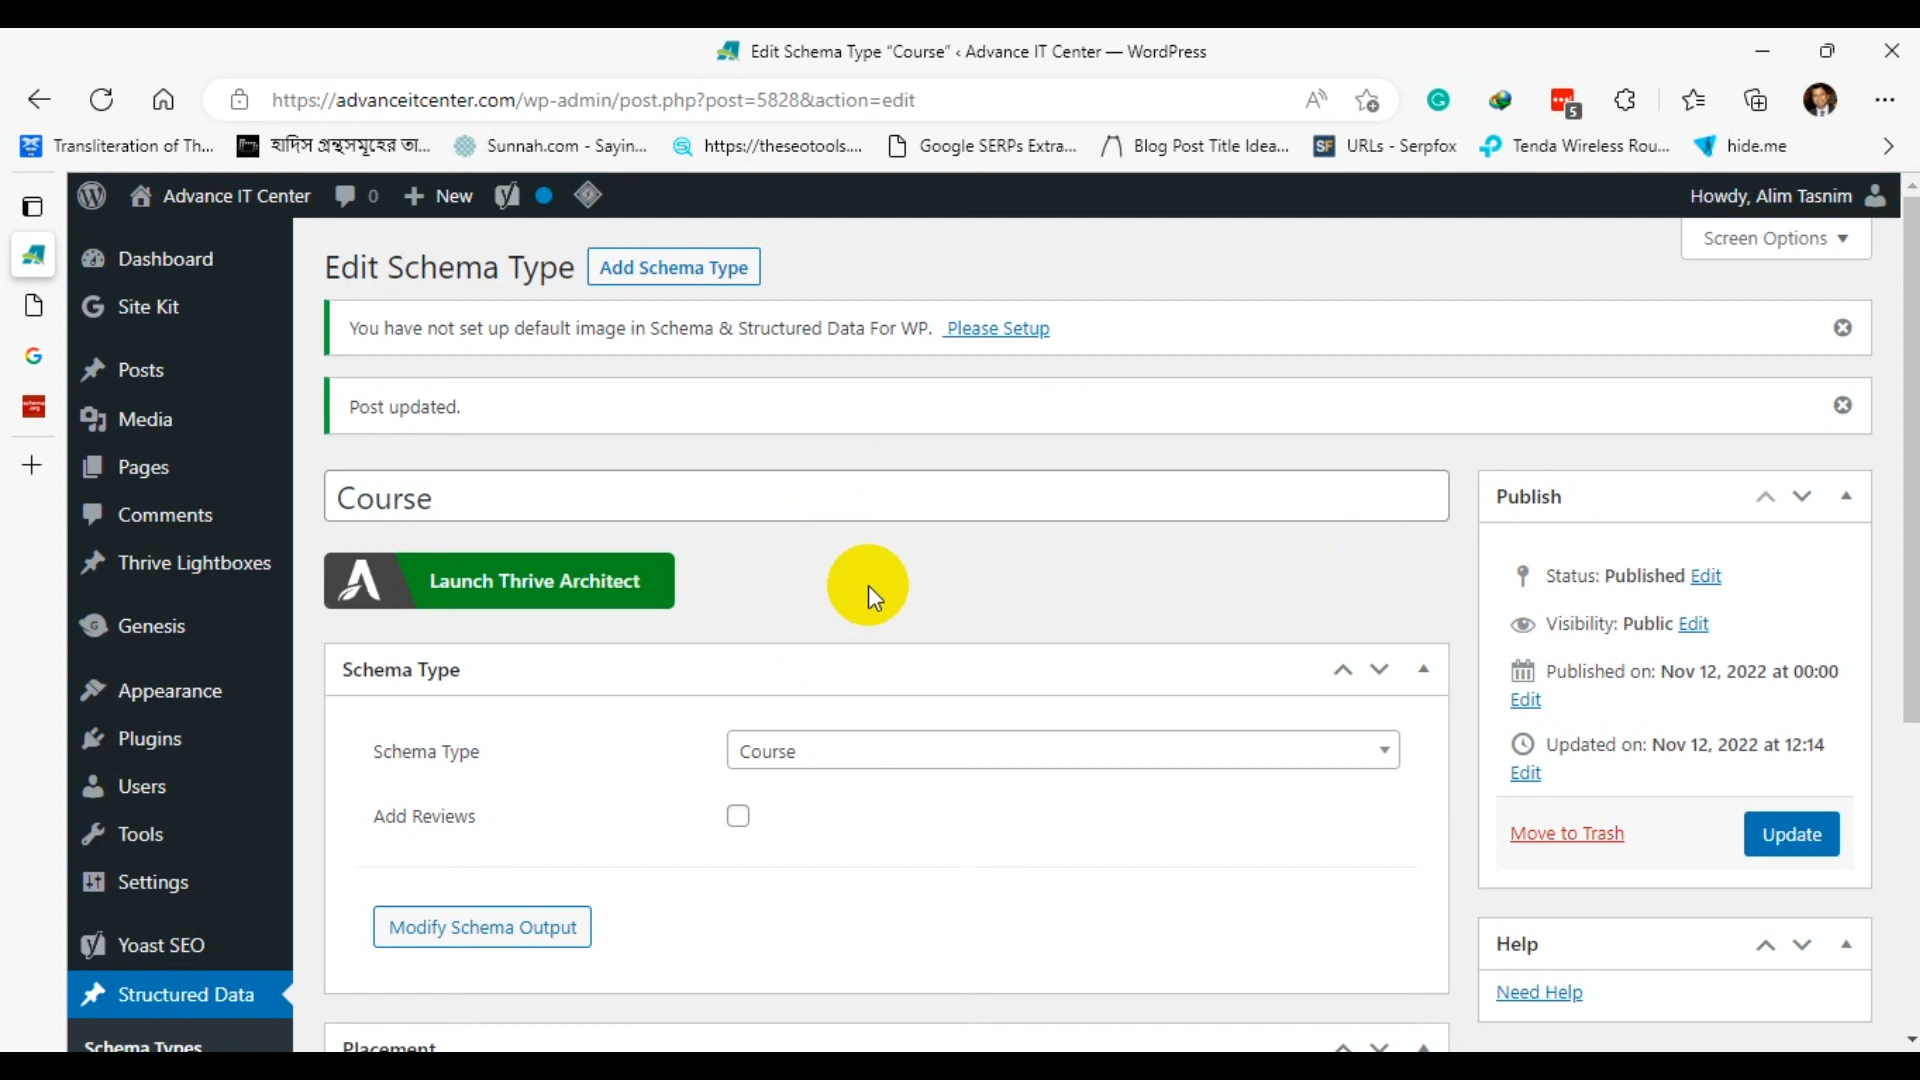 Edit Schema Type “Course” ‹ Advance IT Center — WordPress
https://advanceitcenter.com/wp-admin/post.php?post=5828&action=edit
5
Transliteration of Th...
হাদিস গ্রন্থসমূহের তা...
Sunnah.com - Sayin...
https://theseotools....
Google SERPs Extra...
Blog Post Title Idea...
SF URLs - Serpfox
Tenda Wireless Rou...
hide.me
Advance IT Center
0
New
Howdy, Alim Tasnim
Screen Options
Dashboard
Site Kit
Posts
Media
Pages
Comments
Thrive Lightboxes
Genesis
Appearance
Plugins
Users
Tools
Settings
Yoast SEO
Structured Data
Schema Types
Edit Schema Type
Add Schema Type
You have not set up default image in Schema & Structured Data For WP. Please Setup
Post updated.
Course
Launch Thrive Architect
Schema Type
Schema Type
Course
Add Reviews
Modify Schema Output
Placement
Publish
Status: Published Edit
Visibility: Public Edit
Published on: Nov 12, 2022 at 00:00
Edit
Updated on: Nov 12, 2022 at 12:14
Edit
Move to Trash
Update
Help
Need Help